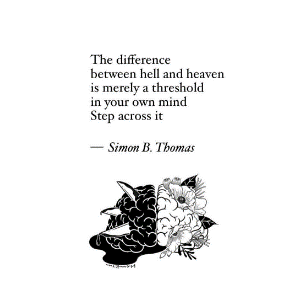 The difference
between hell and heaven
is merely a threshold
in your own mind
Step across it
— Simon B. Thomas